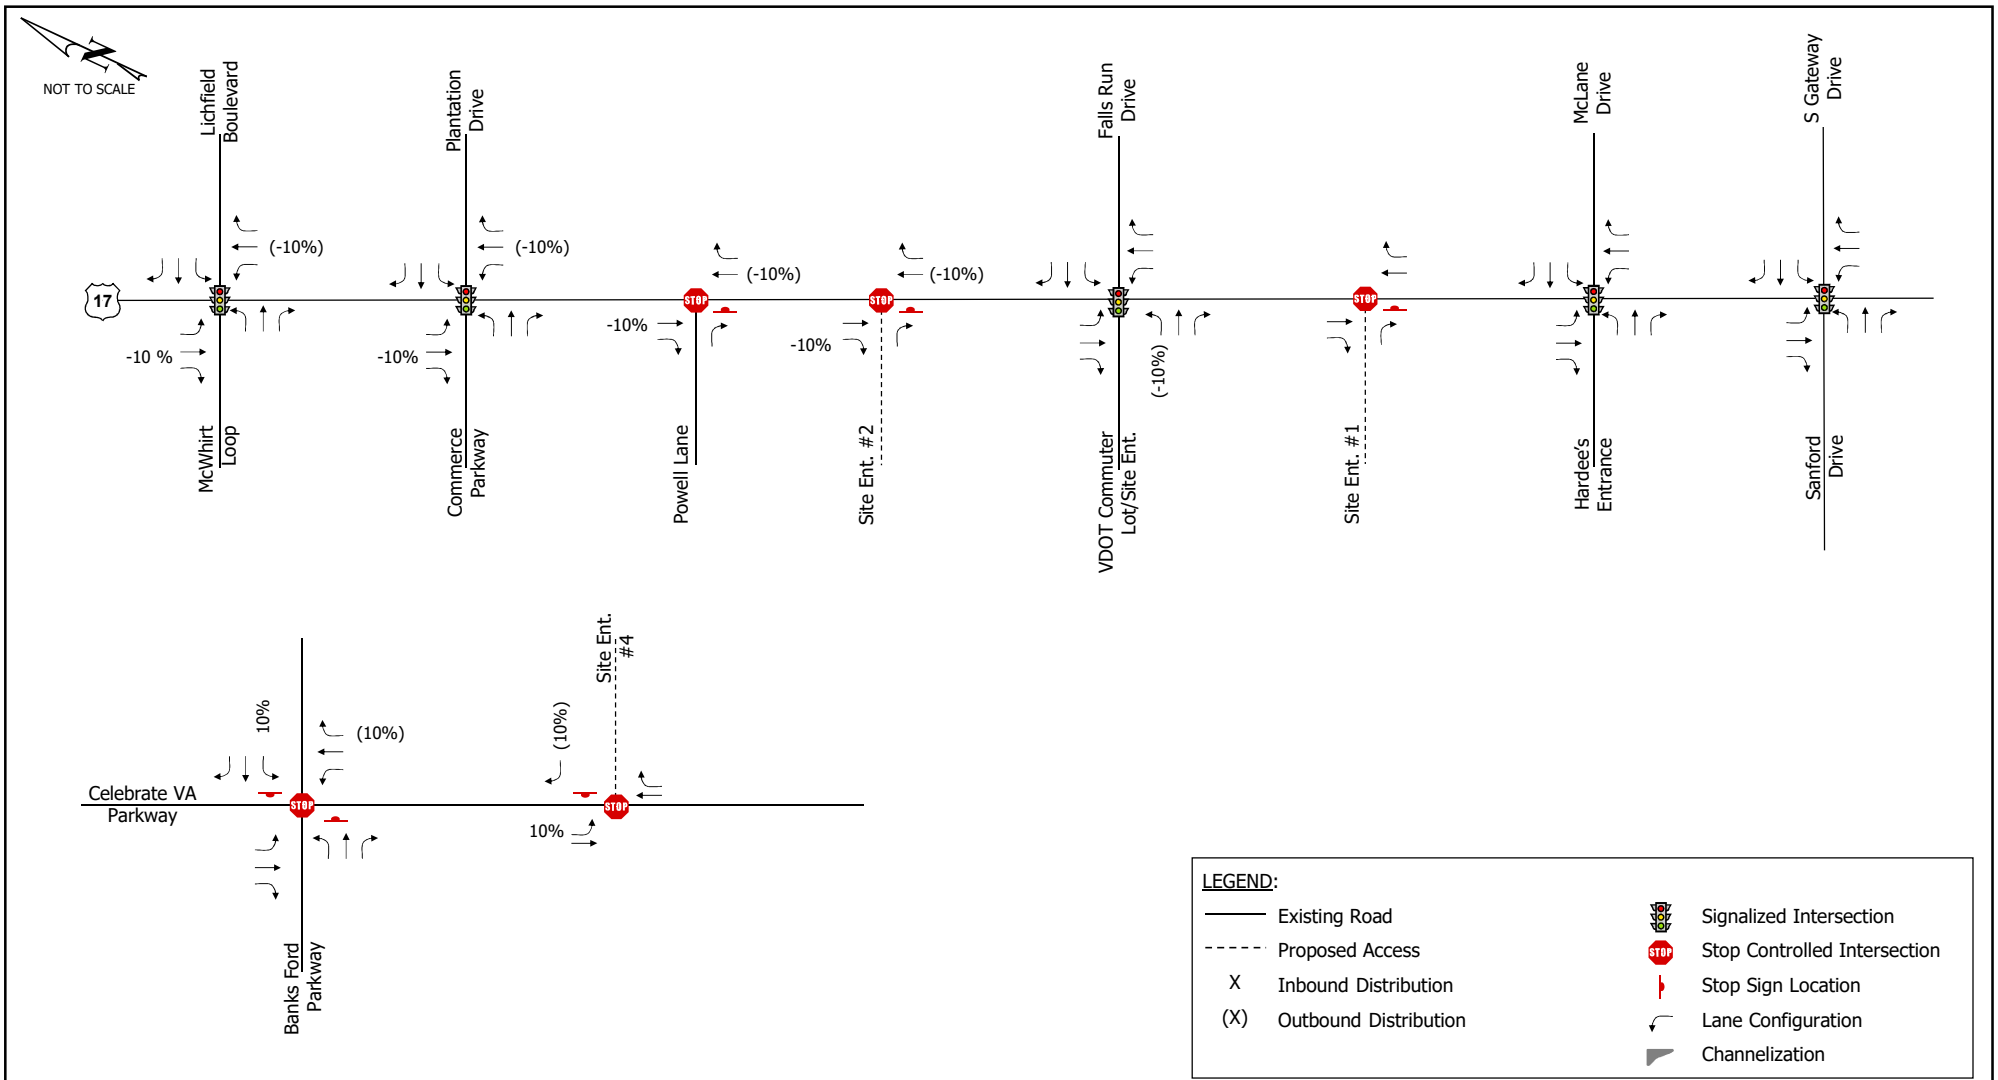 N
NOT TO SCALE
Lichfield
Boulevard
Plantation
Drive
Falls Run
Drive
McLane
Drive
S Gateway
Drive
(-10%)
(-10%)
(-10%)
(-10%)
17
STOP
STOP
STOP
-10 %
-10%
-10%
-10%
(-10%)
McWhirt
Loop
Commerce
Parkway
Powell Lane
Site Ent. #2
VDOT Commuter
Lot/Site Ent.
Site Ent. #1
Hardee's
Entrance
Sanford
Drive
Site Ent.
#4
10%
(10%)
(10%)
Celebrate VA
Parkway
STOP
STOP
10%
Banks Ford
Parkway
LEGEND:
Existing Road
Proposed Access
X Inbound Distribution
(X) Outbound Distribution
Signalized Intersection
STOP Stop Controlled Intersection
Stop Sign Location
Lane Configuration
Channelization